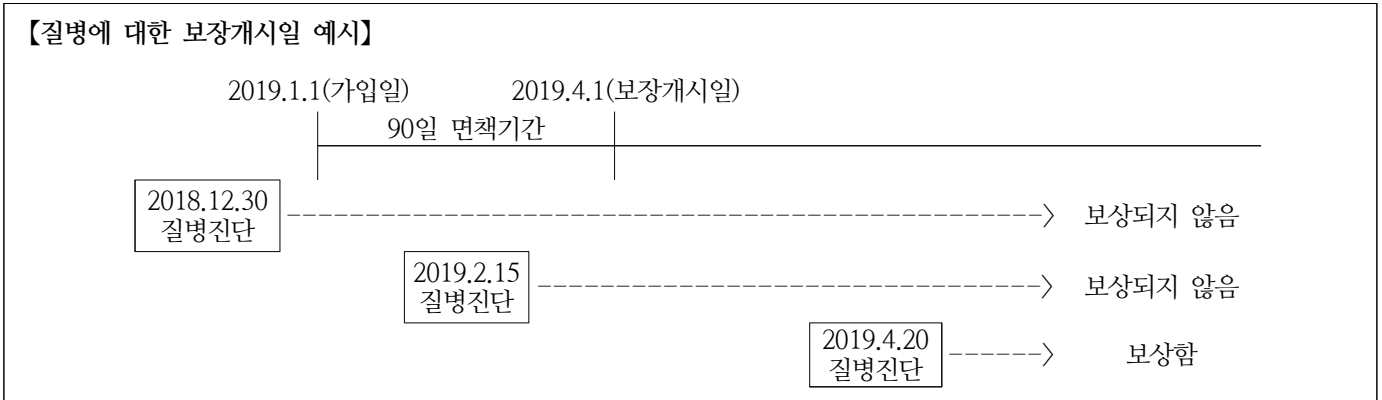 【질병에 대한 보장개시일 예시】
2019.1.1(가입일) 2019.4.1(보장개시일)
90일 면책기간
2018.12.30
질병진단
보상되지 않음
2019.2.15
질병진단
보상되지 않음
2019.4.20
질병진단
보상함